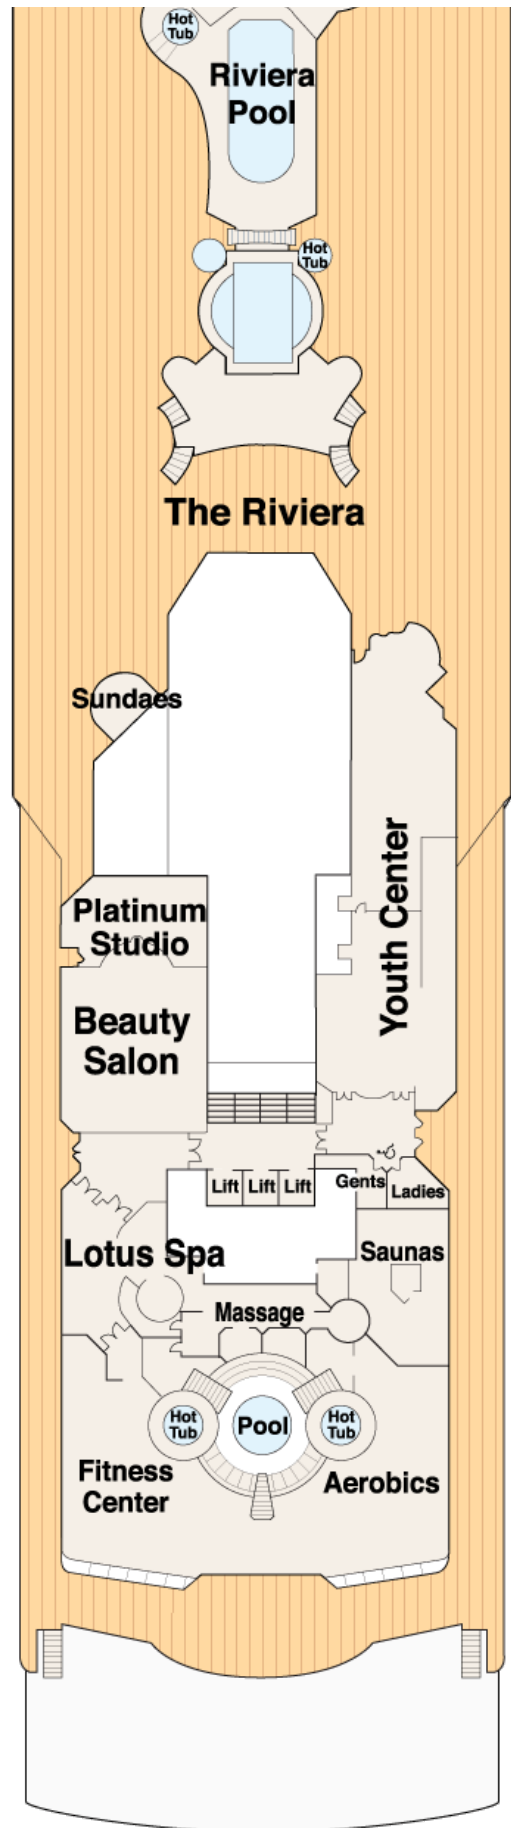 Hot
Tub
Riviera
Pool
Hot
Tub
The Riviera
Sundaes
Platinum
Studio
Youth Center
Beauty
Salon
Lift
Lift
Lift
Gents
Ladies
Lotus Spa
Saunas
Massage
Hot
Tub
Pool
Hot
Tub
Fitness
Center
Aerobics